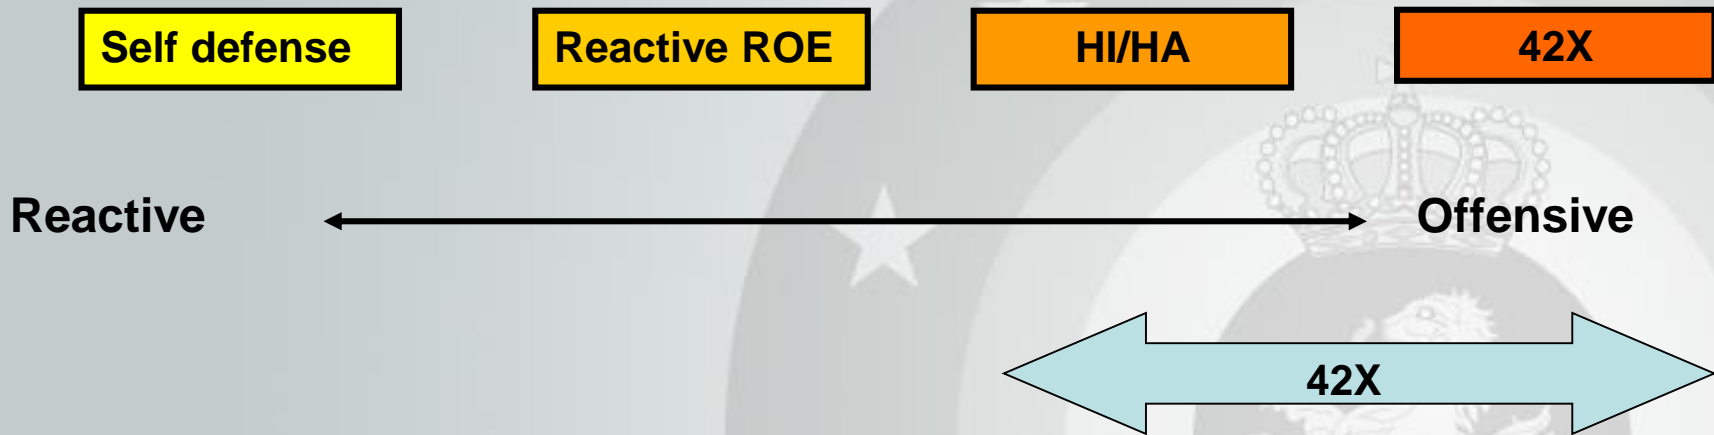 Self defense
Reactive ROE
HI/HA
42X
Reactive
Offensive
42X